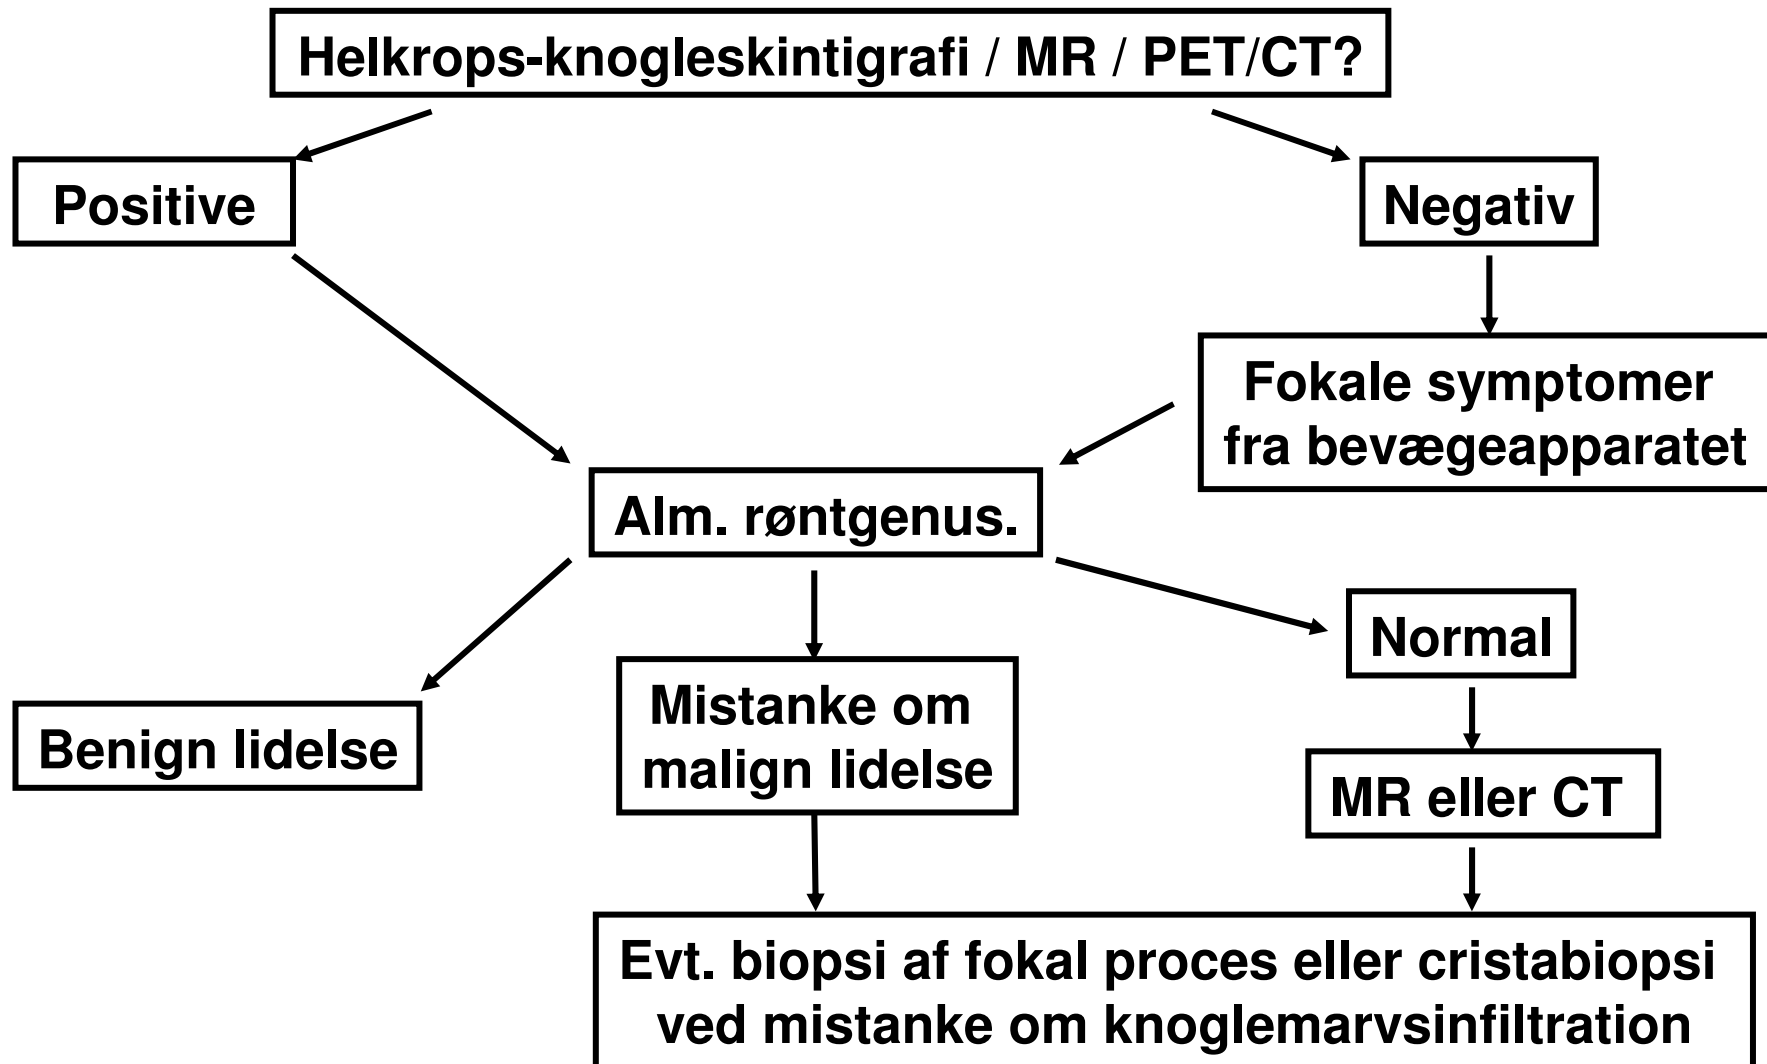 Helkrops-knogleskintigrafi / MR / PET/CT?
Positive
Negativ
Fokale symptomer
fra bevægeapparatet
Alm. røntgenus.
Normal
Mistanke om
malign lidelse
Benign lidelse
MR eller CT
Evt. biopsi af fokal proces eller cristabiopsi
ved mistanke om knoglemarvsinfiltration